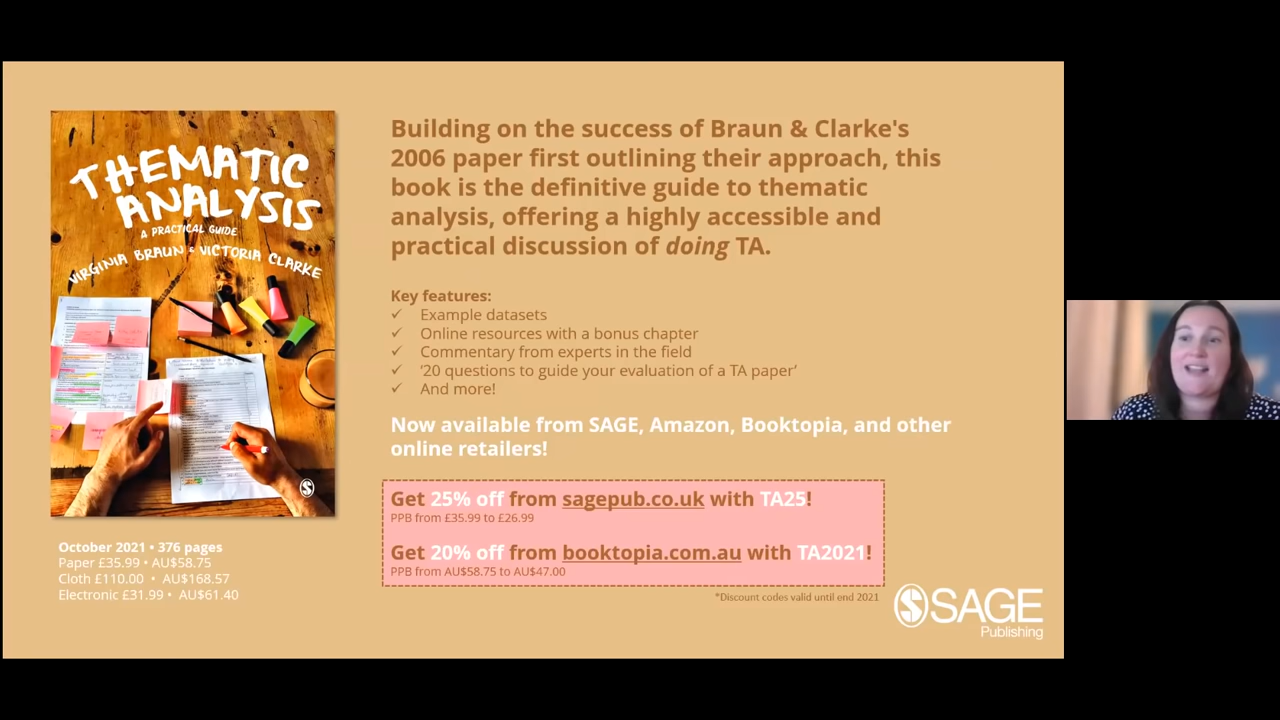 THEMATIC
ANALYSIS
A PRACTICAL GUIDE
VIRGINIA BRAUN & VICTORIA CLARKE
October 2021 • 376 pages
Paper £35.99 • AU$58.75
Cloth £110.00 • AU$168.57
Electronic £31.99 • AU$61.40
Building on the success of Braun & Clarke's
2006 paper first outlining their approach, this
book is the definitive guide to thematic
analysis, offering a highly accessible and
practical discussion of doing TA.
Key features:
✓ Example datasets
✓ Online resources with a bonus chapter
✓ Commentary from experts in the field
✓ ‘20 questions to guide your evaluation of a TA paper’
✓ And more!
Now available from SAGE, Amazon, Booktopia, and other
online retailers!
Get 25% off from sagepub.co.uk with TA25!
PPB from £35.99 to £26.99
Get 20% off from booktopia.com.au with TA2021!
PPB from AU$58.75 to AU$47.00
*Discount codes valid until end 2021
SAGE
Publishing